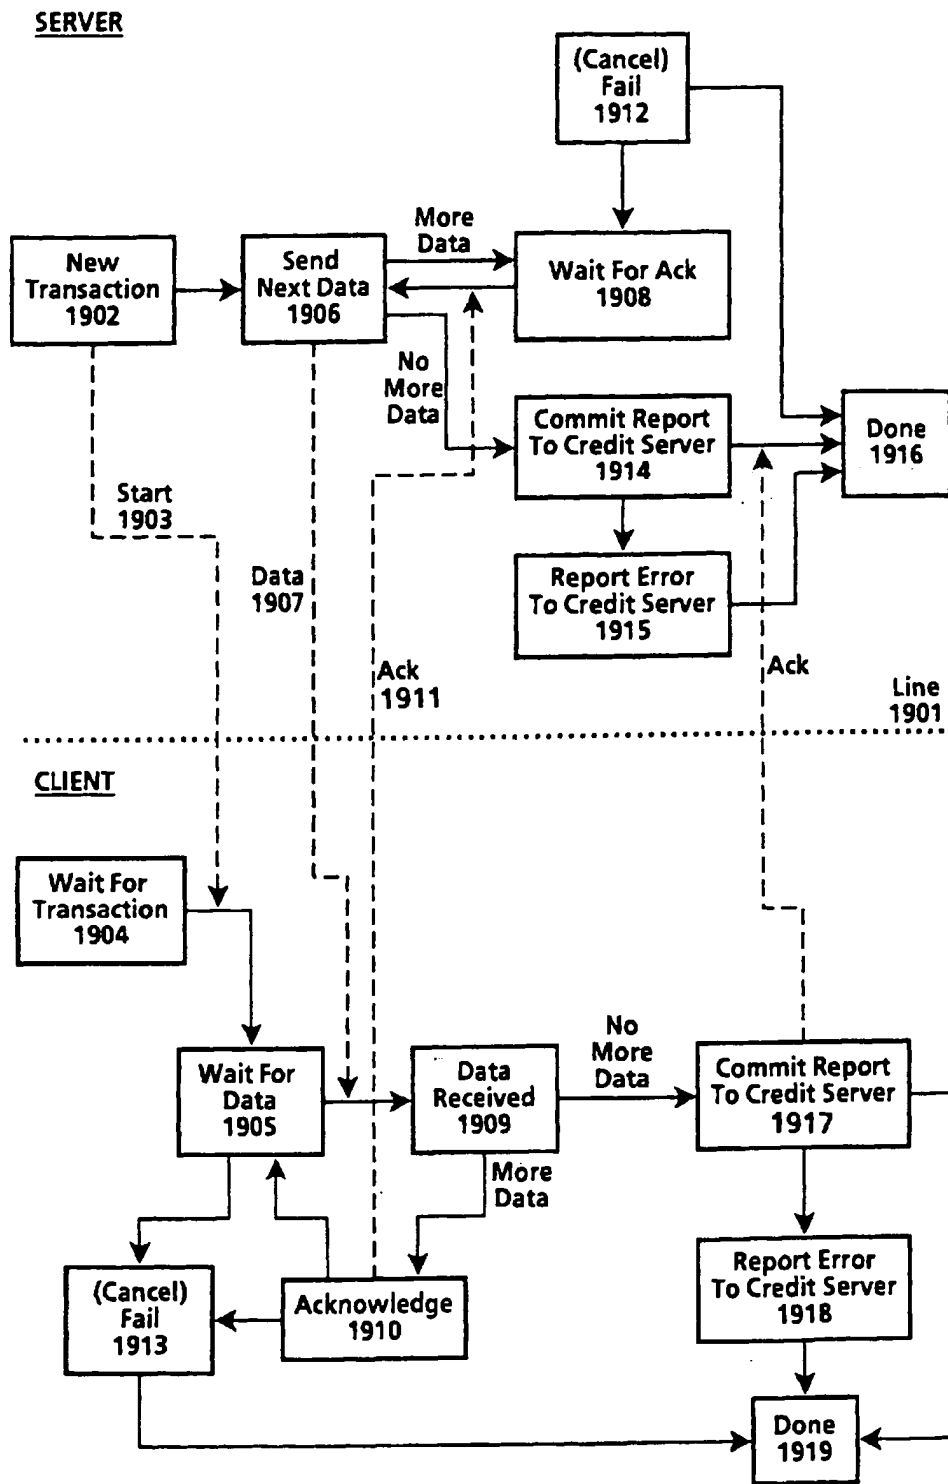 SERVER
(Cancel)
Fail
1912
New
Transaction
1902
Send
Next Data
1906
More
Data
Wait For Ack
1908
No
More
Data
Commit Report
To Credit Server
1914
Done
1916
Start
1903
Data
1907
Report Error
To Credit Server
1915
Ack
1911
Ack
Line
1901
CLIENT
Wait For
Transaction
1904
Wait For
Data
1905
Data
Received
1909
No
More
Data
Commit Report
To Credit Server
1917
More
Data
(Cancel)
Fail
1913
Acknowledge
1910
Report Error
To Credit Server
1918
Done
1919